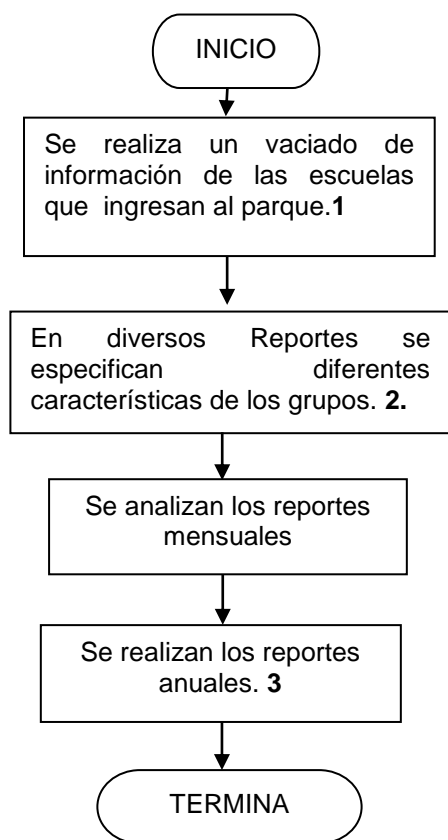 INICIO
Se realiza un vaciado de
información de las escuelas
que ingresan al parque.1
En diversos Reportes se
especifican diferentes
características de los grupos. 2.
Se analizan los reportes
mensuales
Se realizan los reportes
anuales. 3
TERMINA